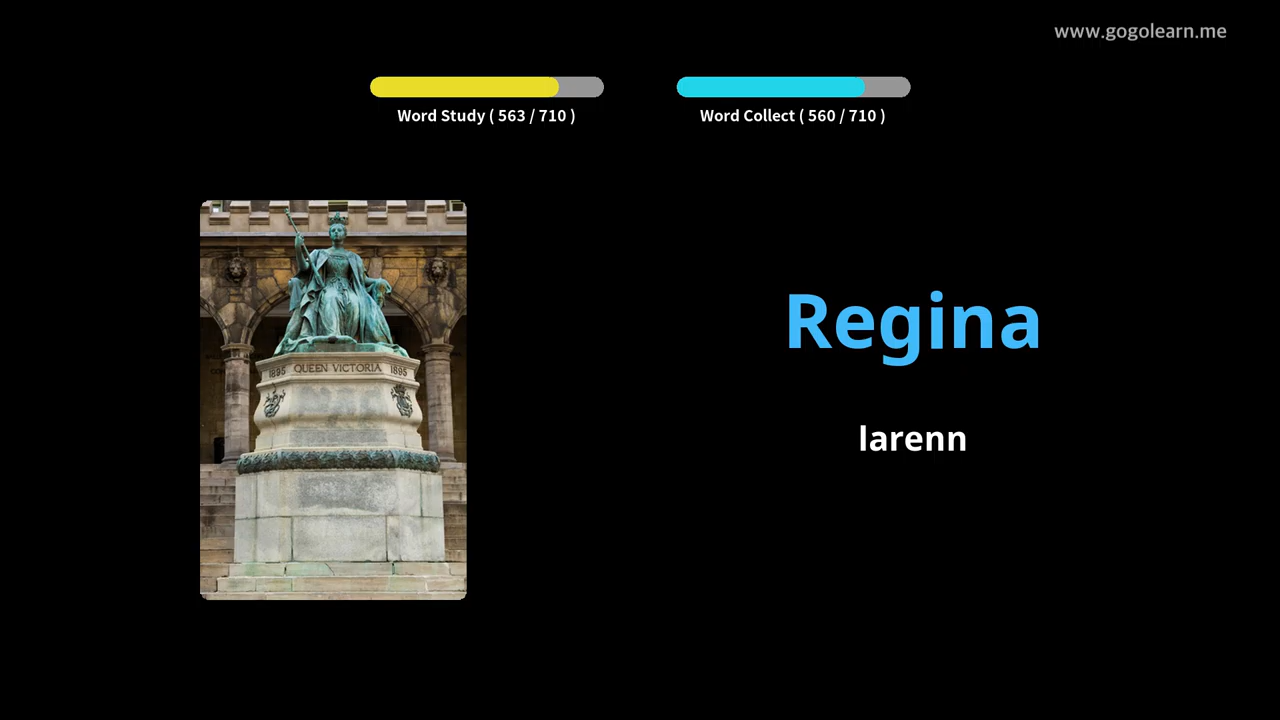 www.gogolearn.me
Word Study ( 563 / 710 )
Word Collect ( 560 / 710 )
1895 QUEEN VICTORIA 1895
Regina
larenn